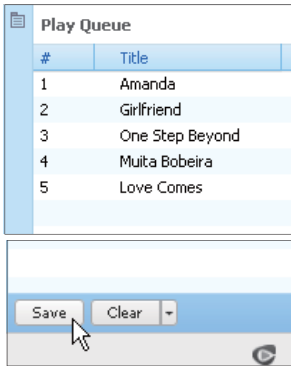 Play Queue
# Title
1 Amanda
2 Girlfriend
3 One Step Beyond
4 Muita Bobeira
5 Love Comes
Save Clear